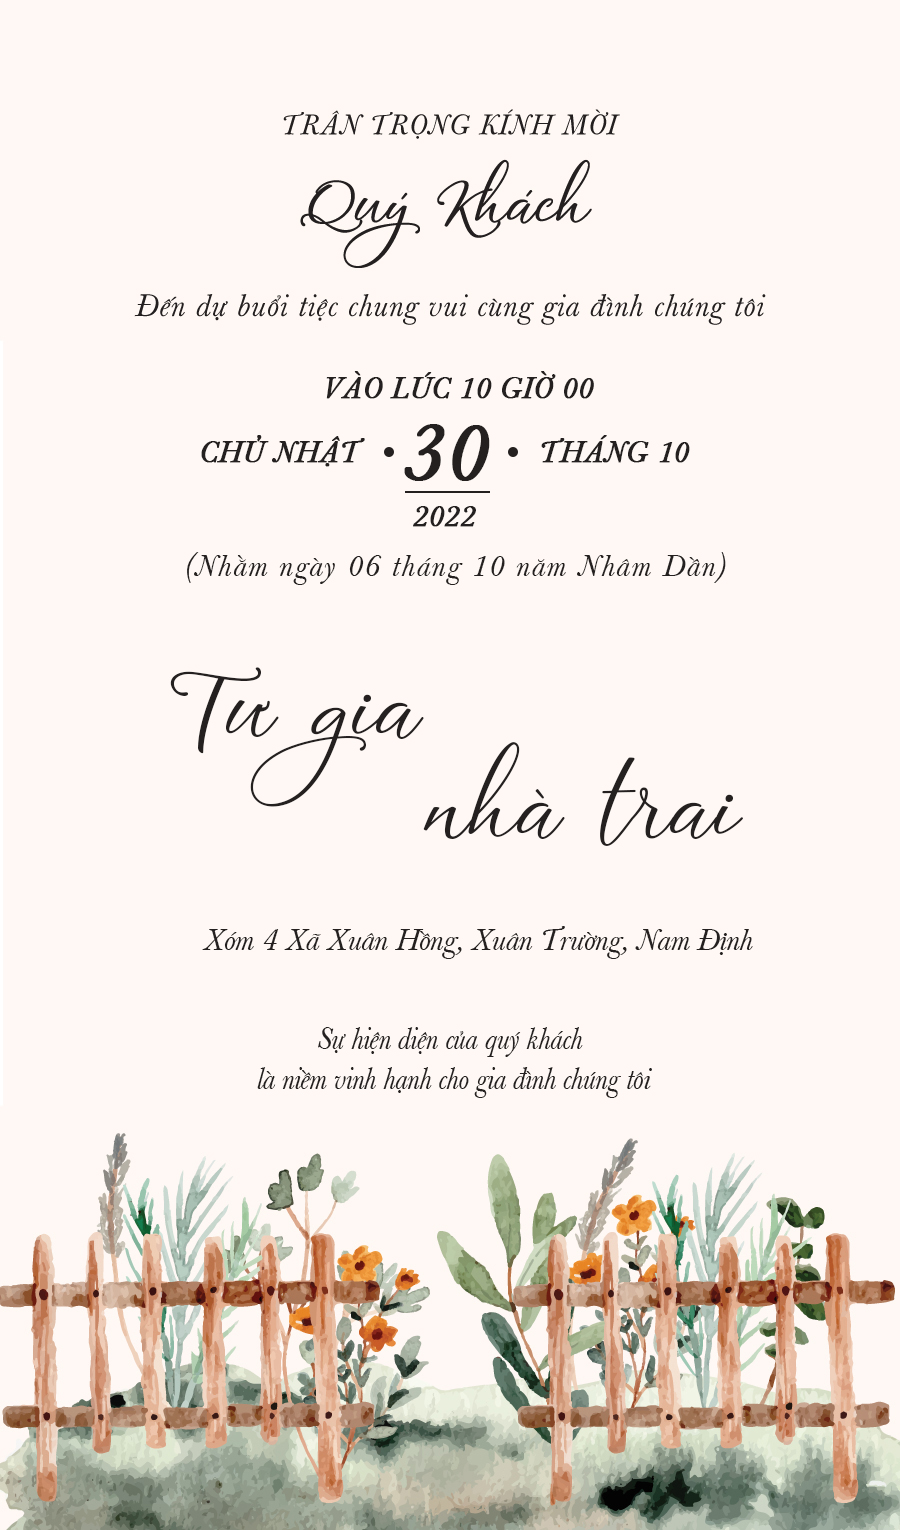 TRÂN TRỌNG KÍNH MỜI
Quý Khách
Đến dự buổi tiệc chung vui cùng gia đình chúng tôi
VÀO LÚC 10 GIỜ 00
CHỦ NHẬT • 30 • THÁNG 10
2022
(Nhằm ngày 06 tháng 10 năm Nhâm Dần)
Tư gia
nhà trai
Xóm 4 Xã Xuân Hồng, Xuân Trường, Nam Định
Sự hiện diện của quý khách
là niềm vinh hạnh cho gia đình chúng tôi